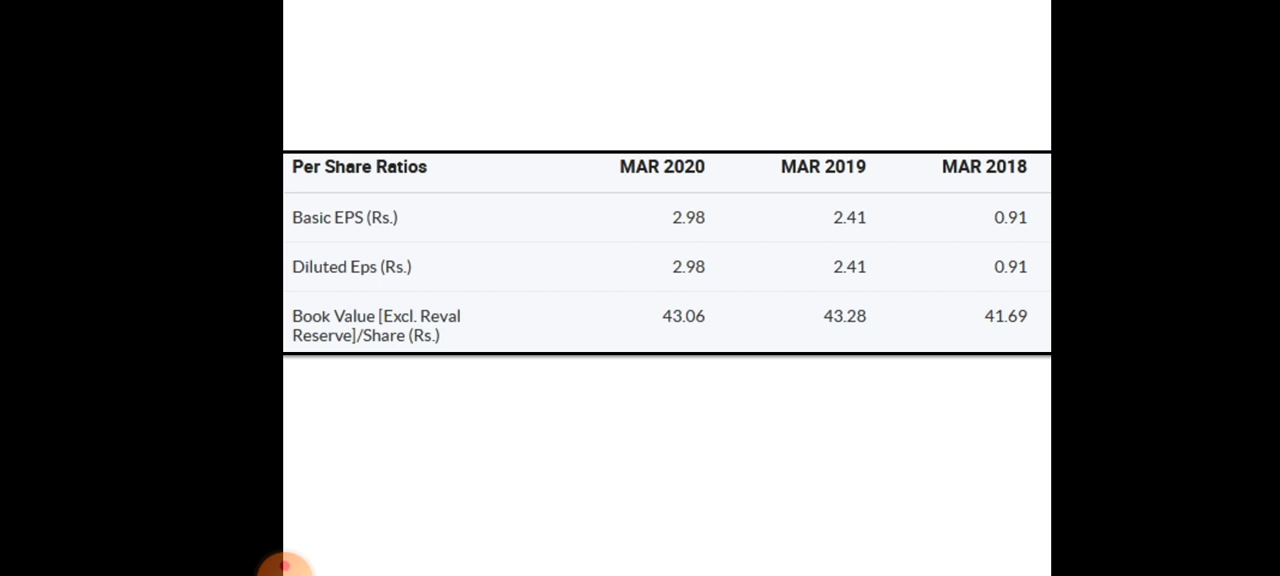 Per Share Ratios MAR 2020 MAR 2019 MAR 2018
Basic EPS (Rs.) 2.98 2.41 0.91
Diluted Eps (Rs.) 2.98 2.41 0.91
Book Value [Excl. Reval 43.06 43.28 41.69
Reserve]/Share (Rs.)